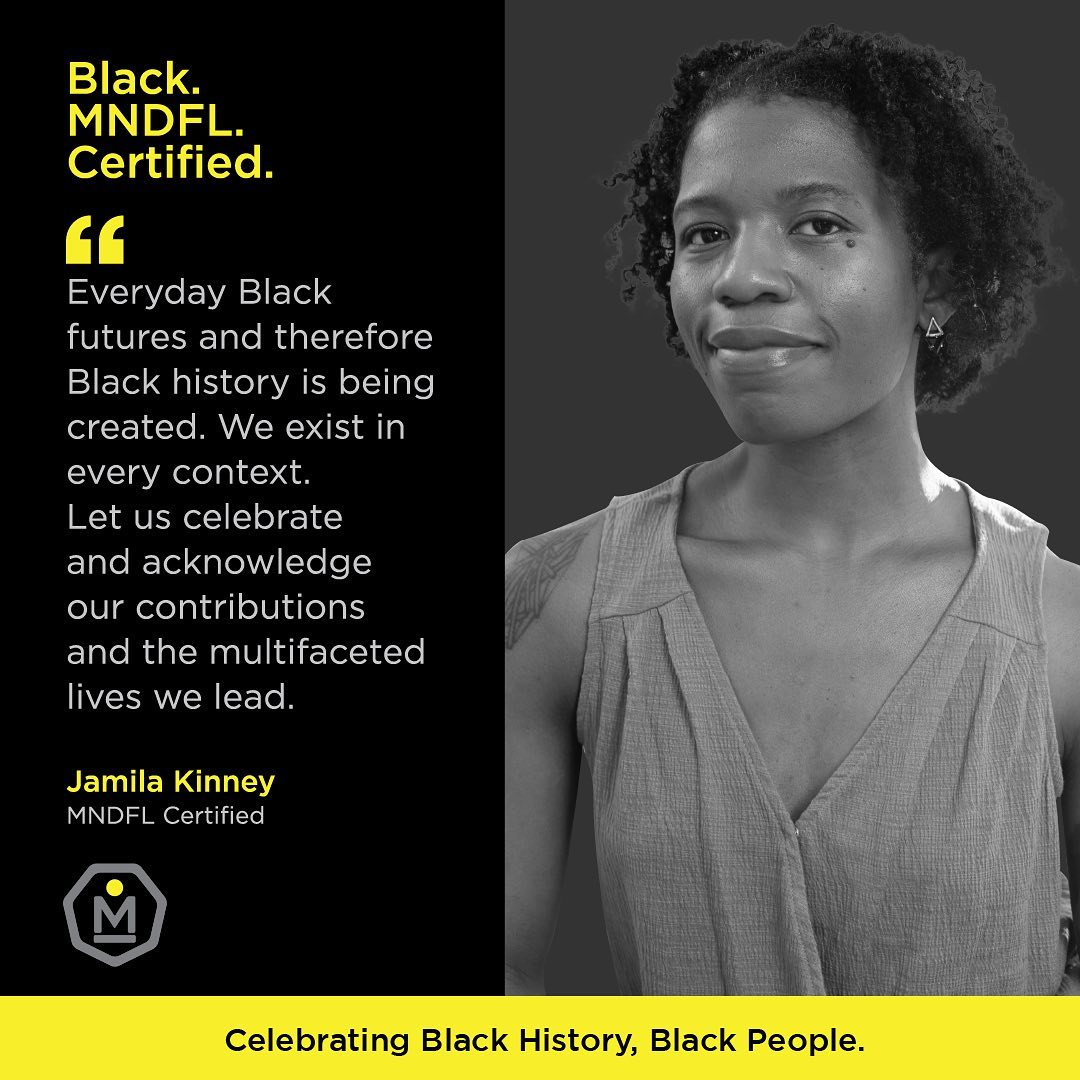 Black.
MNDFL.
Certified.
“
Everyday Black
futures and therefore
Black history is being
created. We exist in
every context.
Let us celebrate
and acknowledge
our contributions
and the multifaceted
lives we lead.
Jamila Kinney
MNDFL Certified
M
Celebrating Black History, Black People.